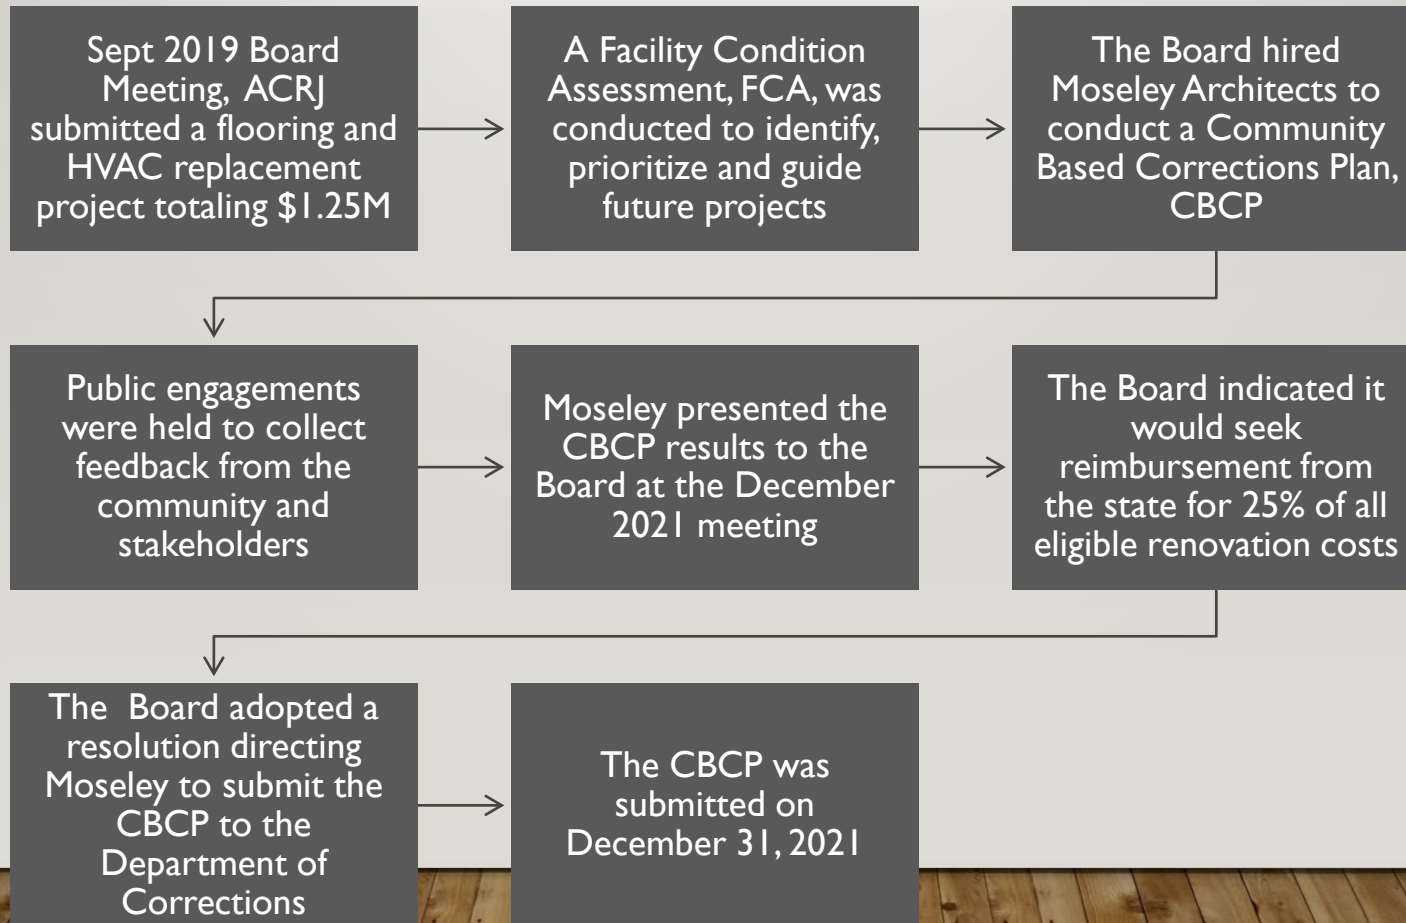 Sept 2019 Board
Meeting, ACRJ
submitted a flooring and
HVAC replacement
project totaling $1.25M
A Facility Condition
Assessment, FCA, was
conducted to identify,
prioritize and guide
future projects
The Board hired
Moseley Architects to
conduct a Community
Based Corrections Plan,
CBCP
Public engagements
were held to collect
feedback from the
community and
stakeholders
Moseley presented the
CBCP results to the
Board at the December
2021 meeting
The Board indicated it
would seek
reimbursement from
the state for 25% of all
eligible renovation costs
The Board adopted a
resolution directing
Moseley to submit the
CBCP to the
Department of
Corrections
The CBCP was
submitted on
December 31, 2021